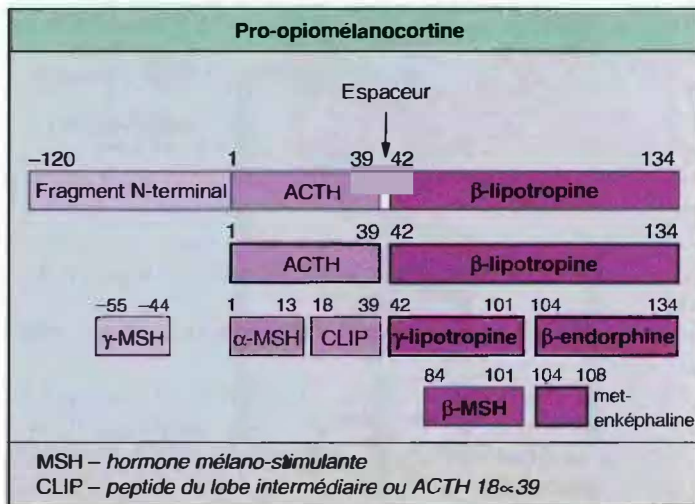 Pro-opiomélanocortine
Espaceur
–120 1 39 42 134
Fragment N-terminal ACTH β-lipotropine
1 39 42 134
ACTH β-lipotropine
–55 –44 1 13 18 39 42 101 104 134
γ-MSH α-MSH CLIP γ-lipotropine β-endorphine
84 101 104 108
β-MSH met-
enképhaline
MSH – hormone mélano-stimulante
CLIP – peptide du lobe intermédiaire ou ACTH 18∝39